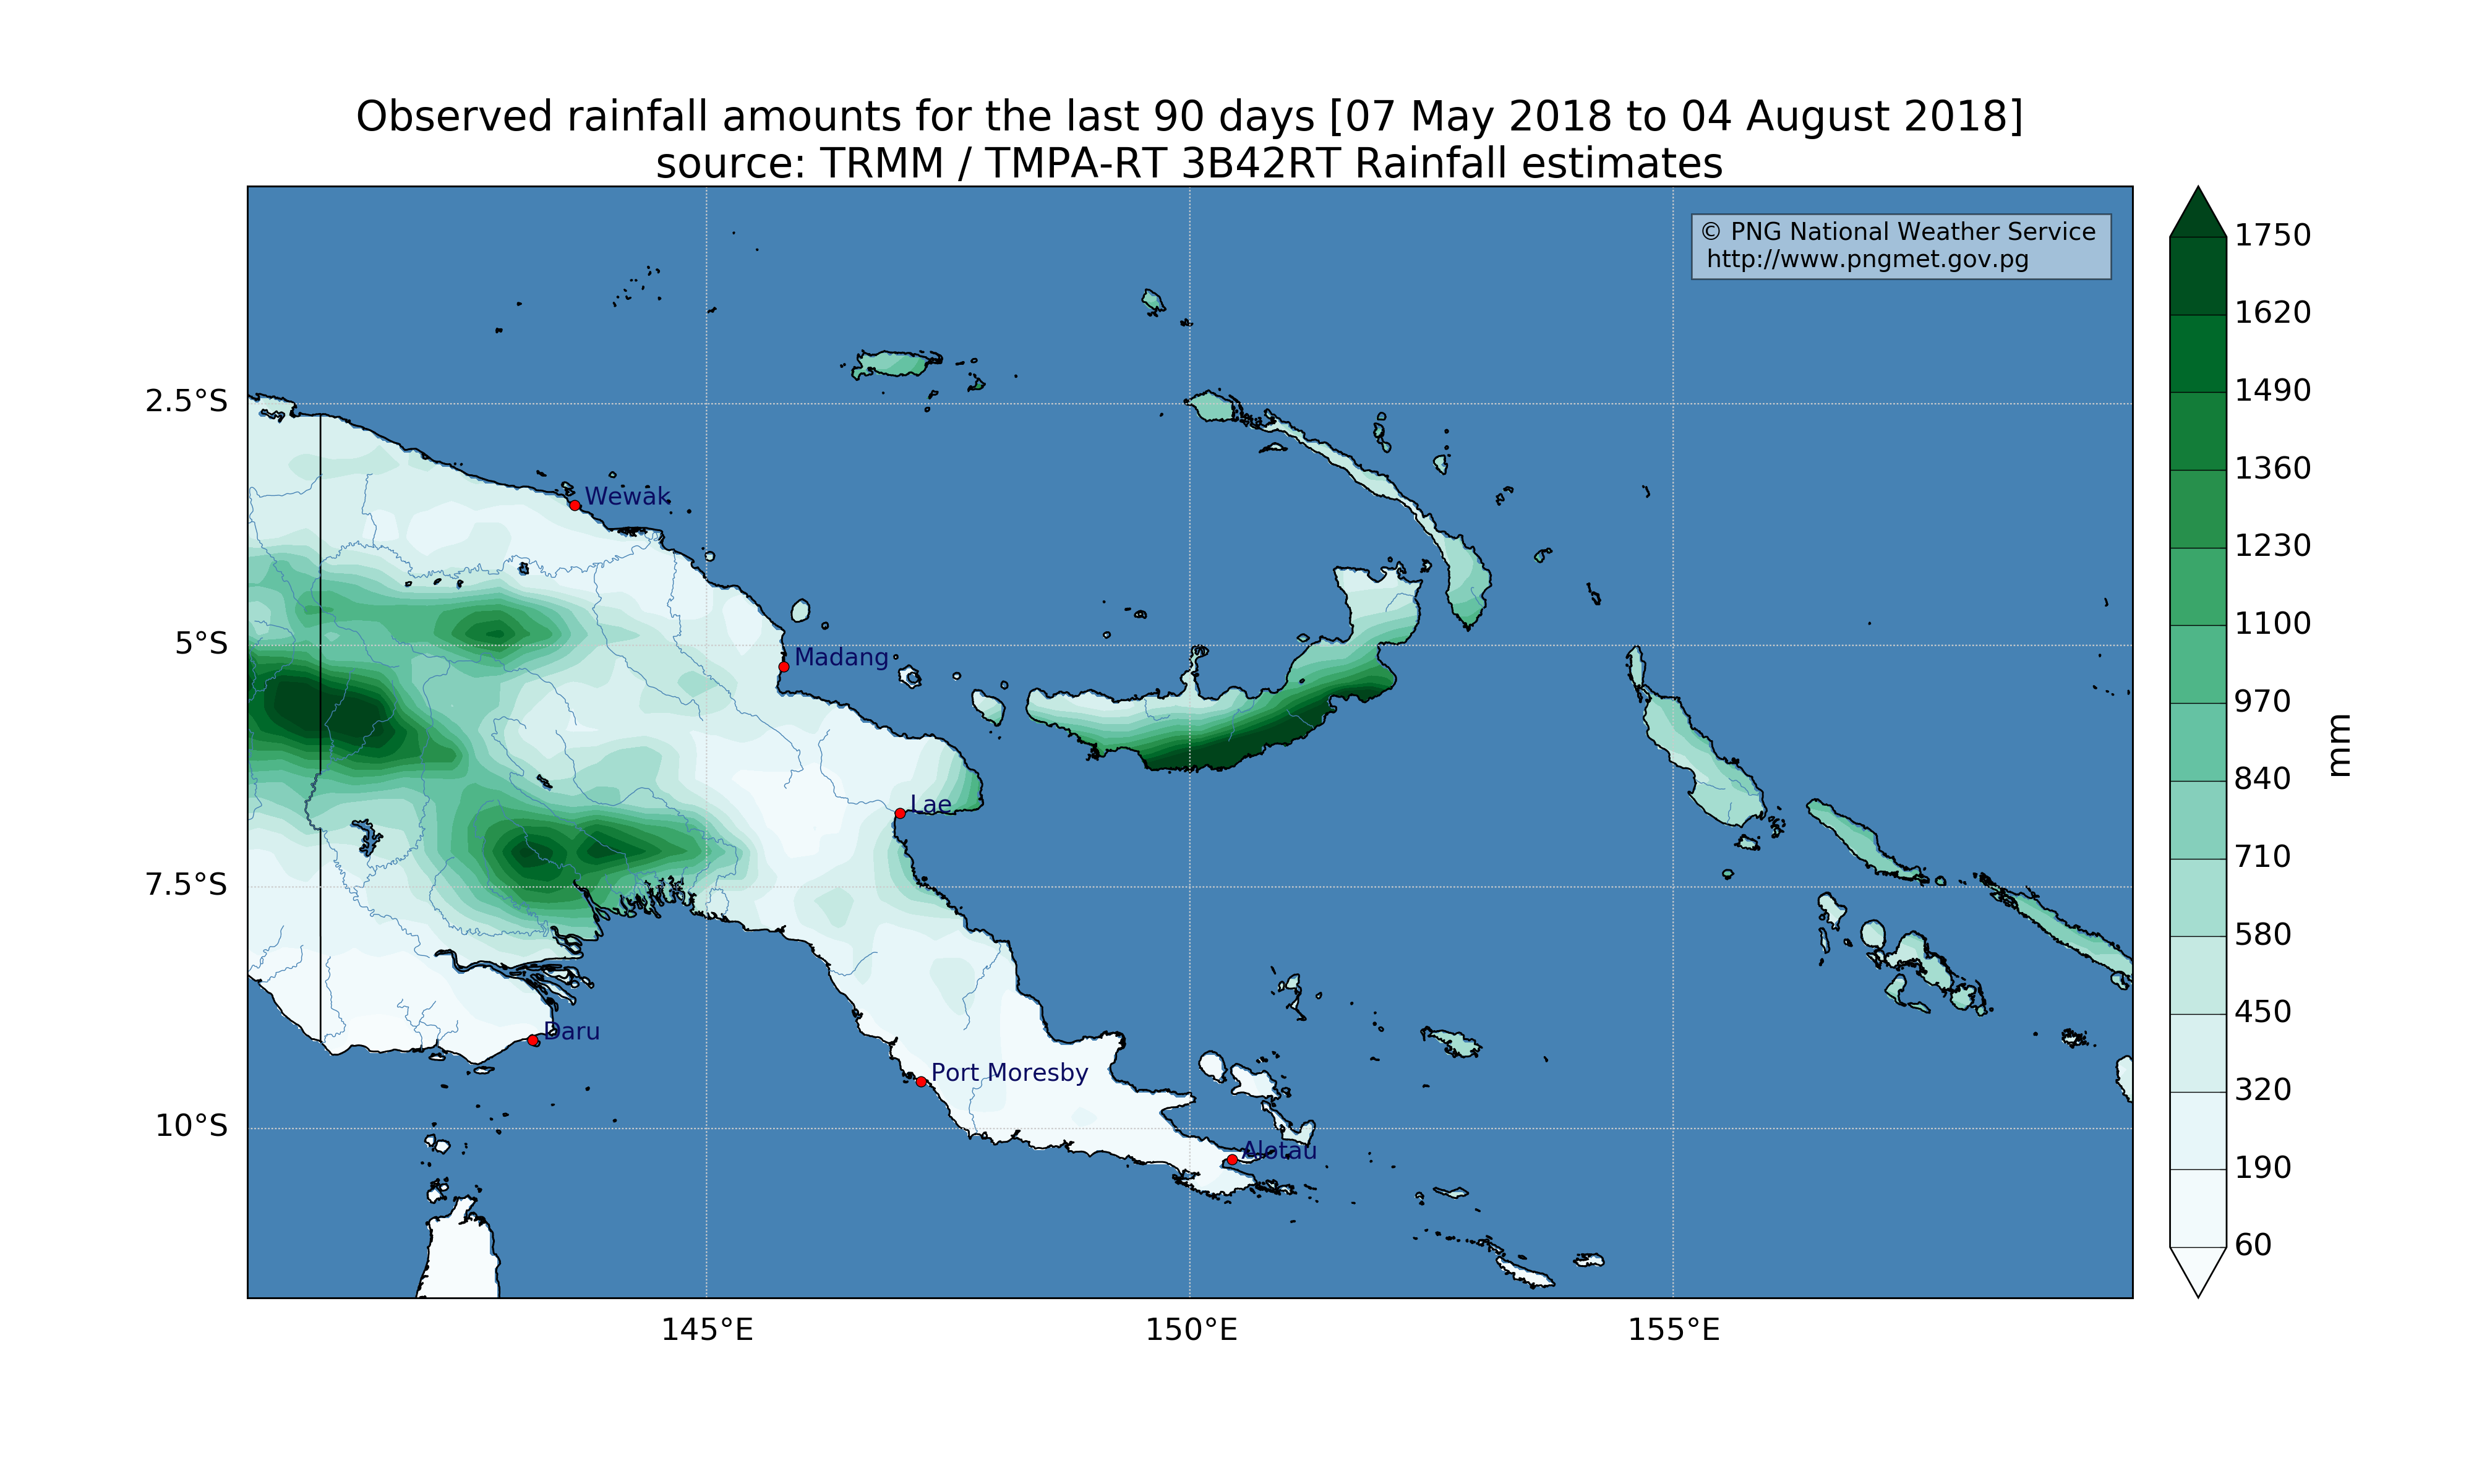 Observed rainfall amounts for the last 90 days [07 May 2018 to 04 August 2018]
source: TRMM / TMPA-RT 3B42RT Rainfall estimates
© PNG National Weather Service
http://www.pngmet.gov.pg
2.5°S
5°S
7.5°S
10°S
Wewak
Madang
Lae
Daru
Port Moresby
Alotau
145°E
150°E
155°E
1750
1620
1490
1360
1230
1100
970
840
710
580
450
320
190
60
mm